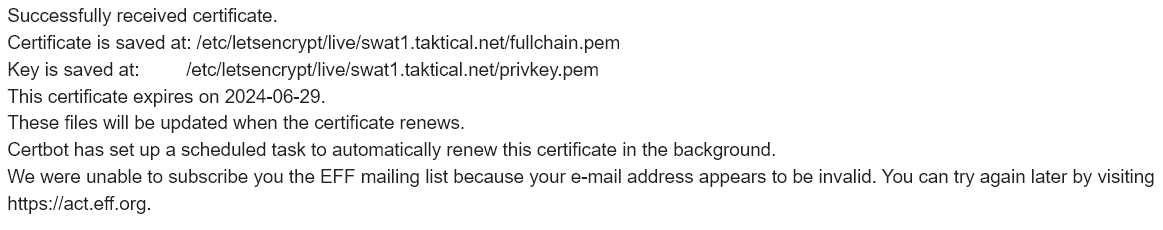 Successfully received certificate.
Certificate is saved at: /etc/letsencrypt/live/swat1.taktical.net/fullchain.pem
Key is saved at: /etc/letsencrypt/live/swat1.taktical.net/privkey.pem
This certificate expires on 2024-06-29.
These files will be updated when the certificate renews.
Certbot has set up a scheduled task to automatically renew this certificate in the background.
We were unable to subscribe you the EFF mailing list because your e-mail address appears to be invalid. You can try again later by visiting
https://act.eff.org.